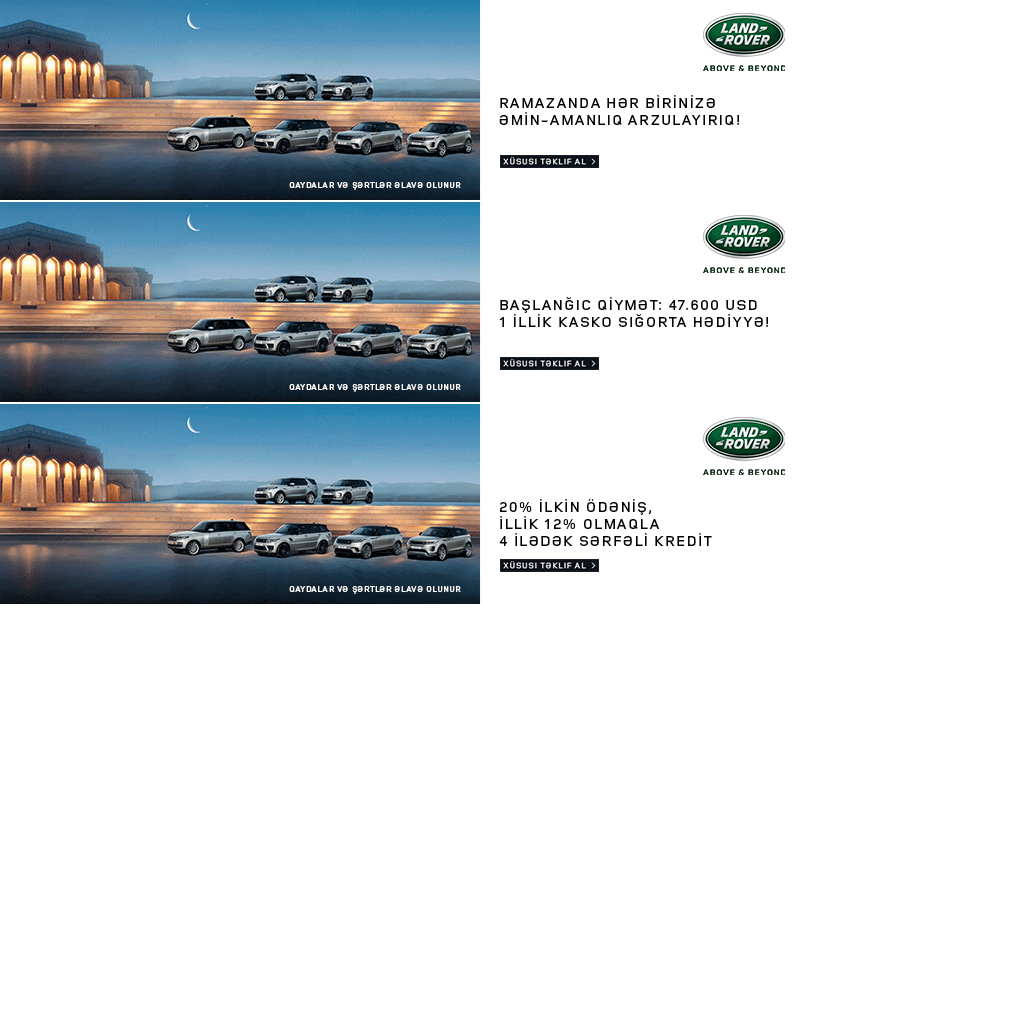 LAND-
ROVER
ABOVE & BEYOND
RAMAZANDA HƏR BİRİNİZƏ
ƏMİN-AMANLIQ ARZULAYIRIQ!
XÜSUSI TƏKLIF AL >
QAYDALAR VƏ ŞƏRTLƏR ƏLAVƏ OLUNUR
LAND-
ROVER
ABOVE & BEYOND
BAŞLANĞIC QİYMƏT: 47.600 USD
1 İLLİK KASKO SIĞORTA HƏDİYYƏ!
XÜSUSI TƏKLIF AL >
QAYDALAR VƏ ŞƏRTLƏR ƏLAVƏ OLUNUR
LAND-
ROVER
ABOVE & BEYOND
20% İLKİN ÖDƏNİŞ,
İLLİK 12% OLMAQLA
4 İLƏDƏK SƏRFƏLİ KREDİT
XÜSUSI TƏKLIF AL >
QAYDALAR VƏ ŞƏRTLƏR ƏLAVƏ OLUNUR